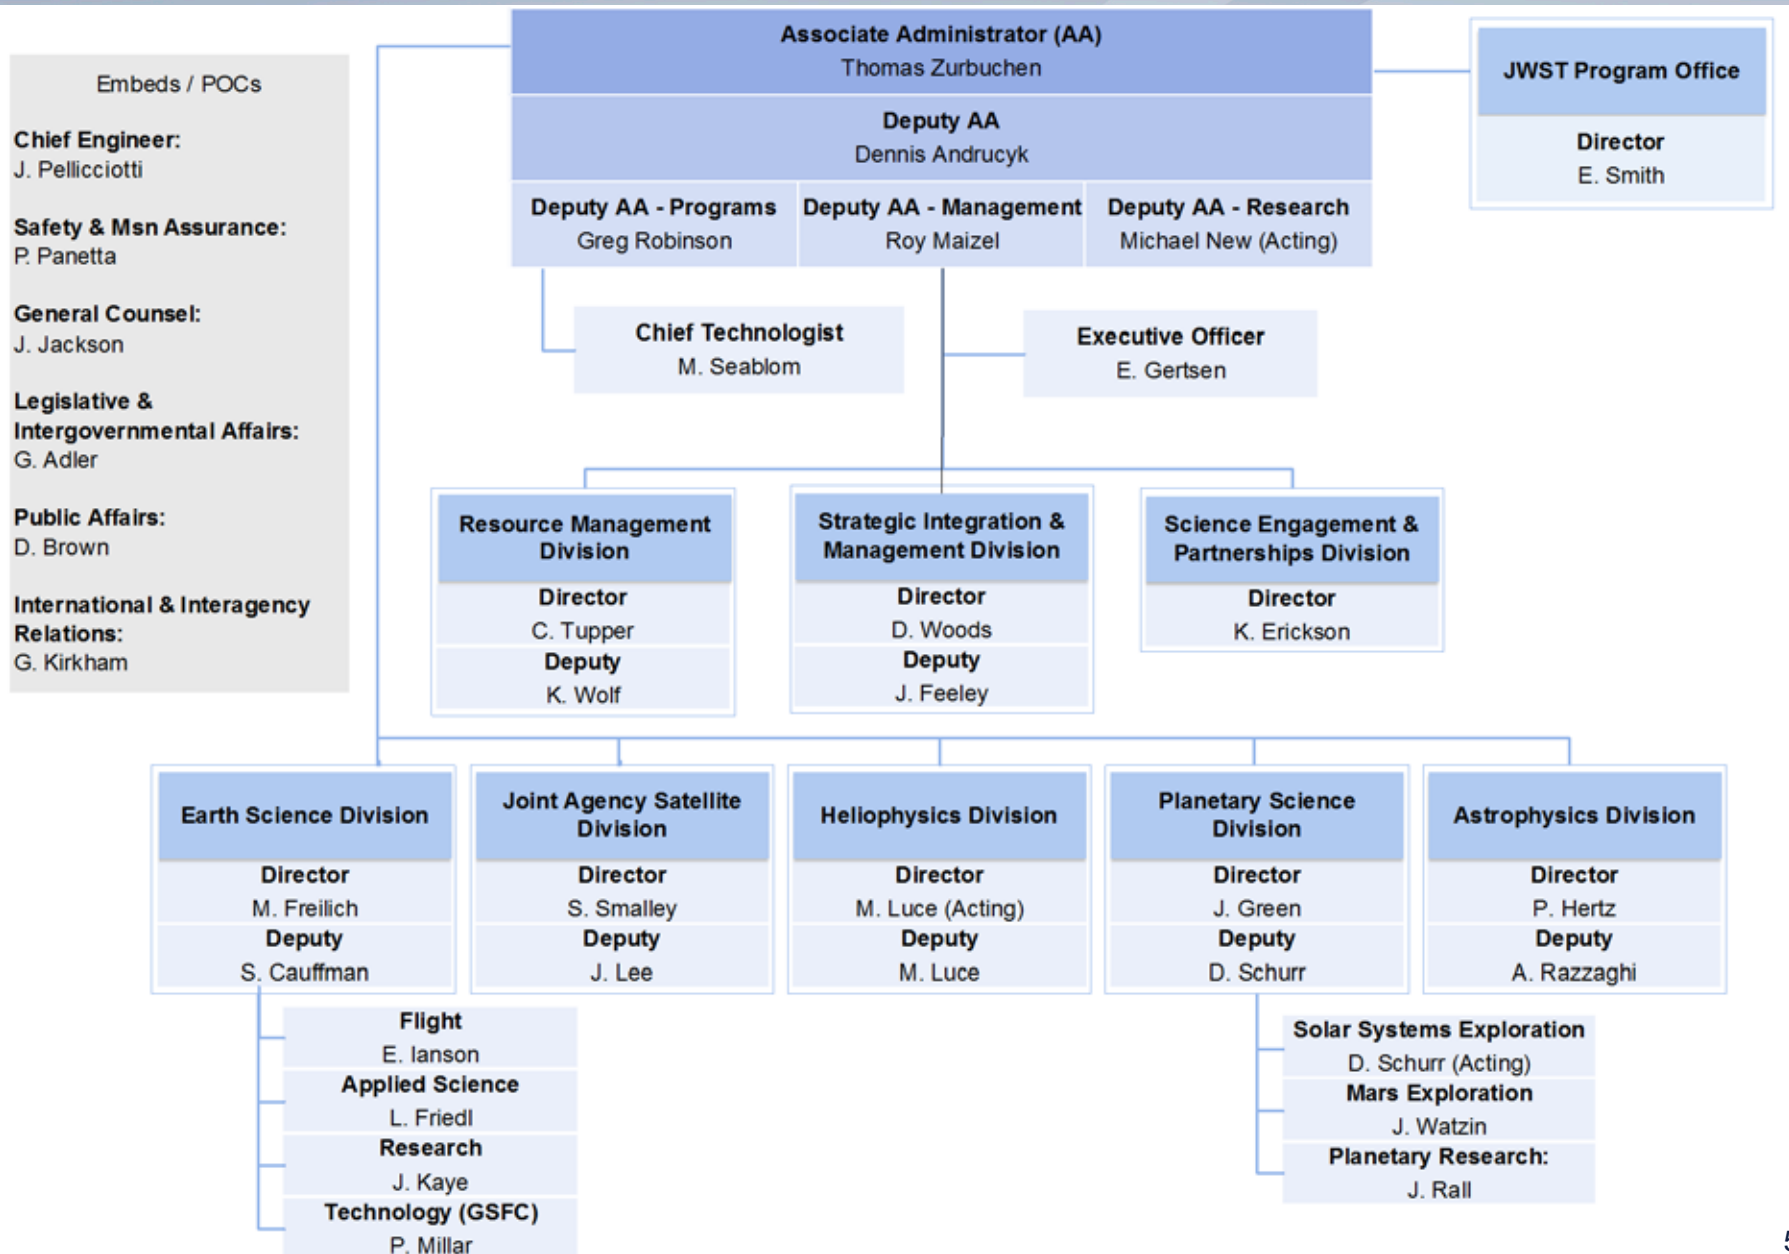 Associate Administrator (AA)
Thomas Zurbuchen
Deputy AA
Dennis Andrucyk
Deputy AA - Programs
Greg Robinson
Deputy AA - Management
Roy Maizel
Deputy AA - Research
Michael New (Acting)
JWST Program Office
Director
E. Smith
Embeds / POCs
Chief Engineer:
J. Pellicciotti
Safety & Msn Assurance:
P. Panetta
General Counsel:
J. Jackson
Legislative &
Intergovernmental Affairs:
G. Adler
Public Affairs:
D. Brown
International & Interagency
Relations:
G. Kirkham
Chief Technologist
M. Seablom
Executive Officer
E. Gertsen
Resource Management
Division
Director
C. Tupper
Deputy
K. Wolf
Strategic Integration &
Management Division
Director
D. Woods
Deputy
J. Feeley
Science Engagement &
Partnerships Division
Director
K. Erickson
Earth Science Division
Director
M. Freilich
Deputy
S. Cauffman
Flight
E. Ianson
Applied Science
L. Friedl
Research
J. Kaye
Technology (GSFC)
P. Millar
Joint Agency Satellite
Division
Director
S. Smalley
Deputy
J. Lee
Heliophysics Division
Director
M. Luce (Acting)
Deputy
M. Luce
Planetary Science
Division
Director
J. Green
Deputy
D. Schurr
Solar Systems Exploration
D. Schurr (Acting)
Mars Exploration
J. Watzin
Planetary Research:
J. Rall
Astrophysics Division
Director
P. Hertz
Deputy
A. Razzaghi